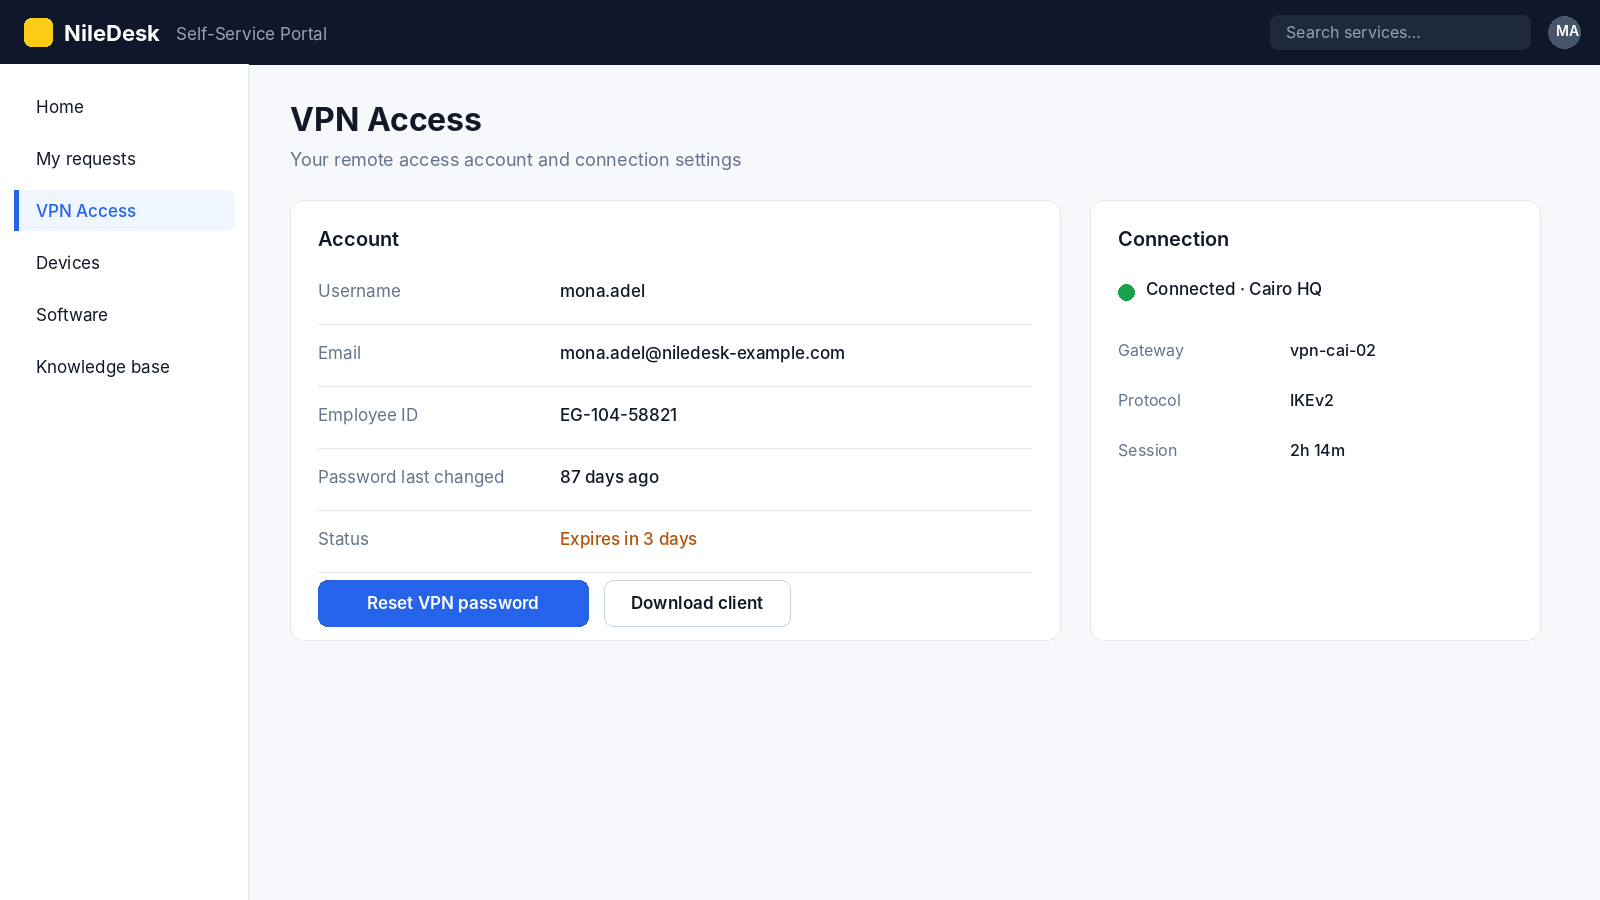 NileDesk Self-Service Portal
Search services...
MA
Home
My requests
VPN Access
Devices
Software
Knowledge base
VPN Access
Your remote access account and connection settings
Account
Username mona.adel
Email mona.adel@niledesk-example.com
Employee ID EG-104-58821
Password last changed 87 days ago
Status Expires in 3 days
Reset VPN password
Download client
Connection
Connected · Cairo HQ
Gateway vpn-cai-02
Protocol IKEv2
Session 2h 14m